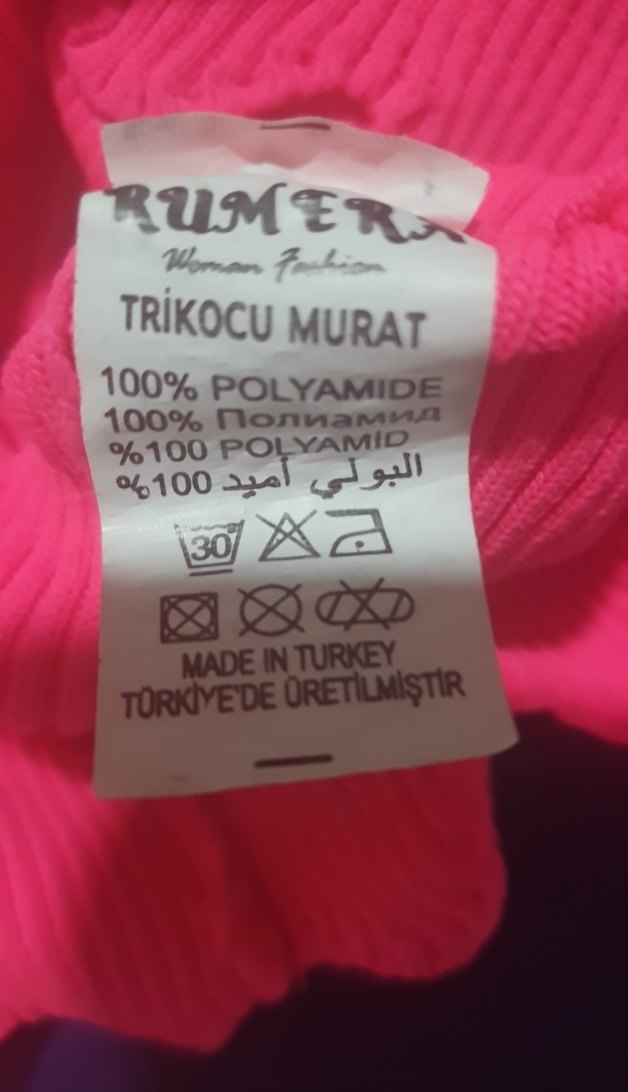 RUMERA
Woman Fashion
TRİKOCU MURAT
100% POLYAMIDE
100% Полиамид
%100 POLYAMİD
%100 البولي أميد
30°
MADE IN TURKEY
TÜRKİYE'DE ÜRETİLMİŞTİR